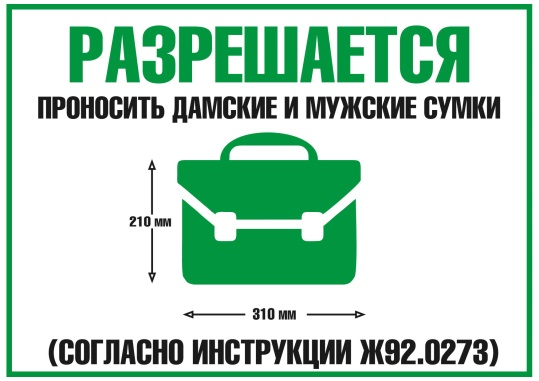 РАЗРЕШАЕТСЯ
ПРОНОСИТЬ ДАМСКИЕ И МУЖСКИЕ СУМКИ
210 мм
310 мм
(СОГЛАСНО ИНСТРУКЦИИ Ж92.0273)